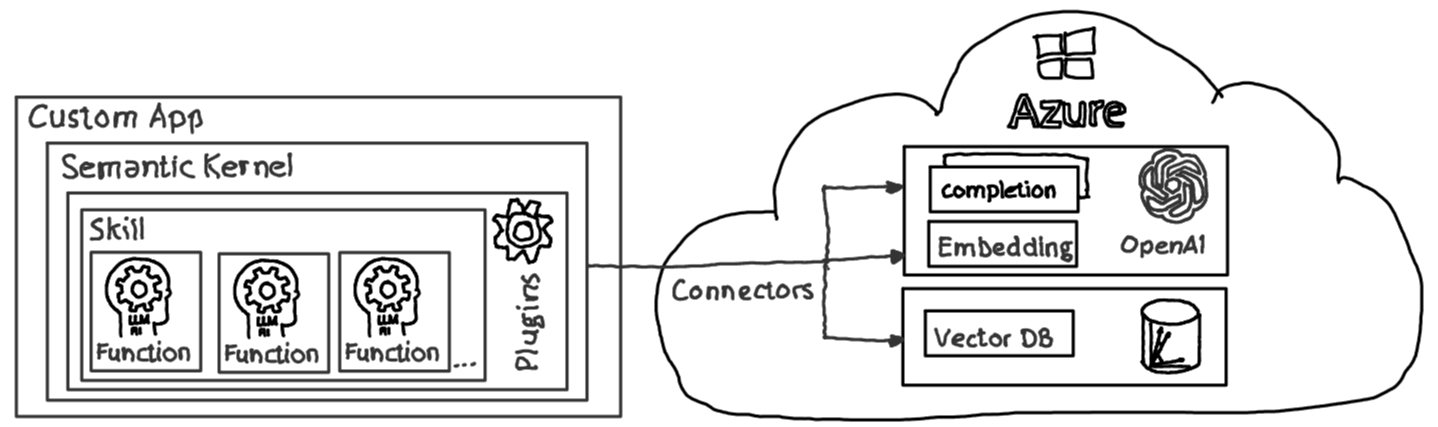 Custom App
Semantic Kernel
Skill
LLM
AI
Function
LLM
AI
Function
LLM
AI
Function
...
Plugins
Connectors
Azure
completion
Embedding
OpenAI
Vector DB